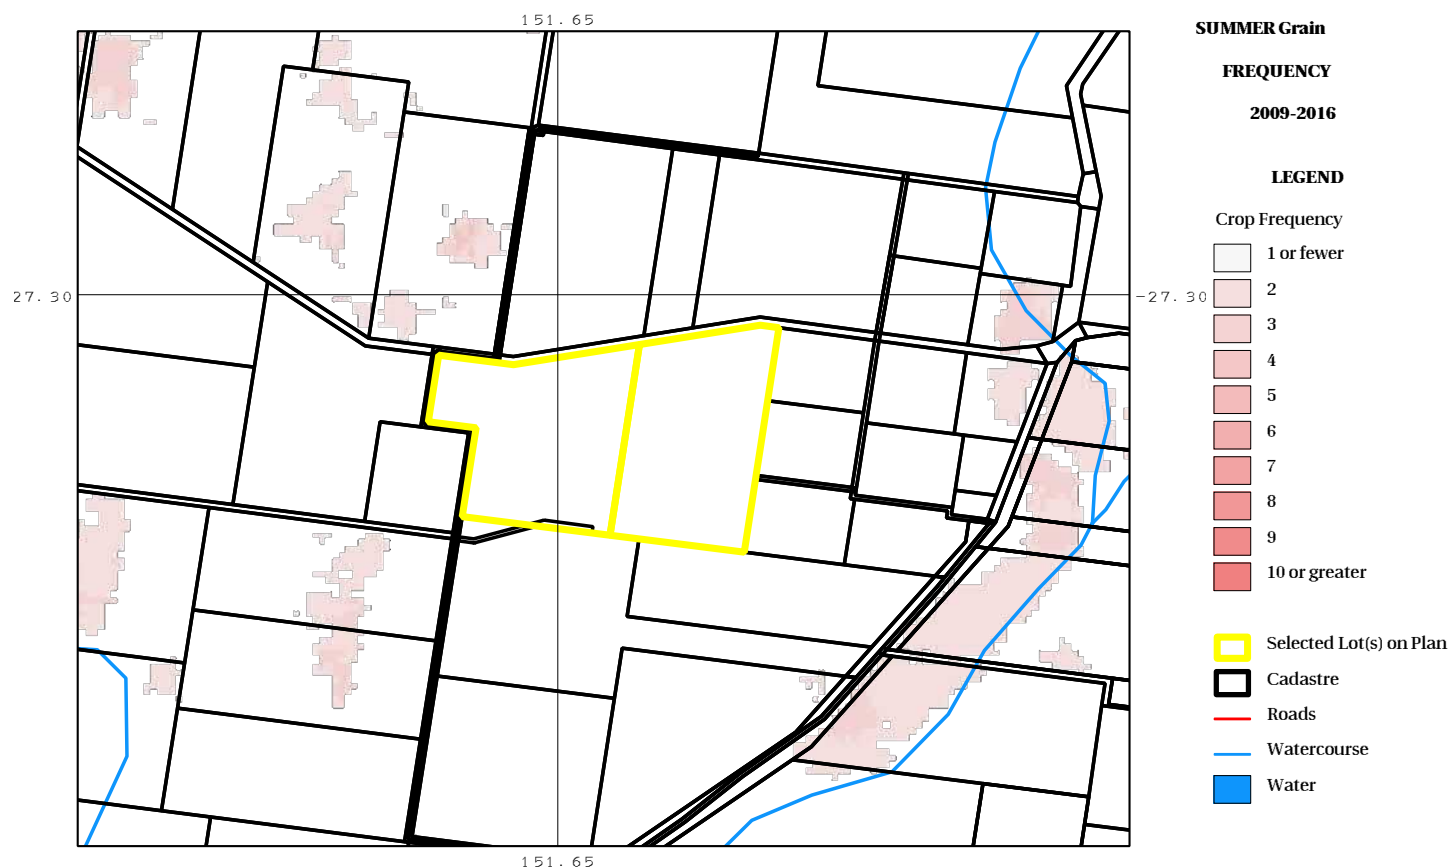 151.65
SUMMER Grain
FREQUENCY
2009-2016
LEGEND
Crop Frequency
1 or fewer
2
27.30
-27.30
3
4
5
6
7
8
9
10 or greater
Selected Lot(s) on Plan
Cadastre
Roads
Watercourse
Water
151.65